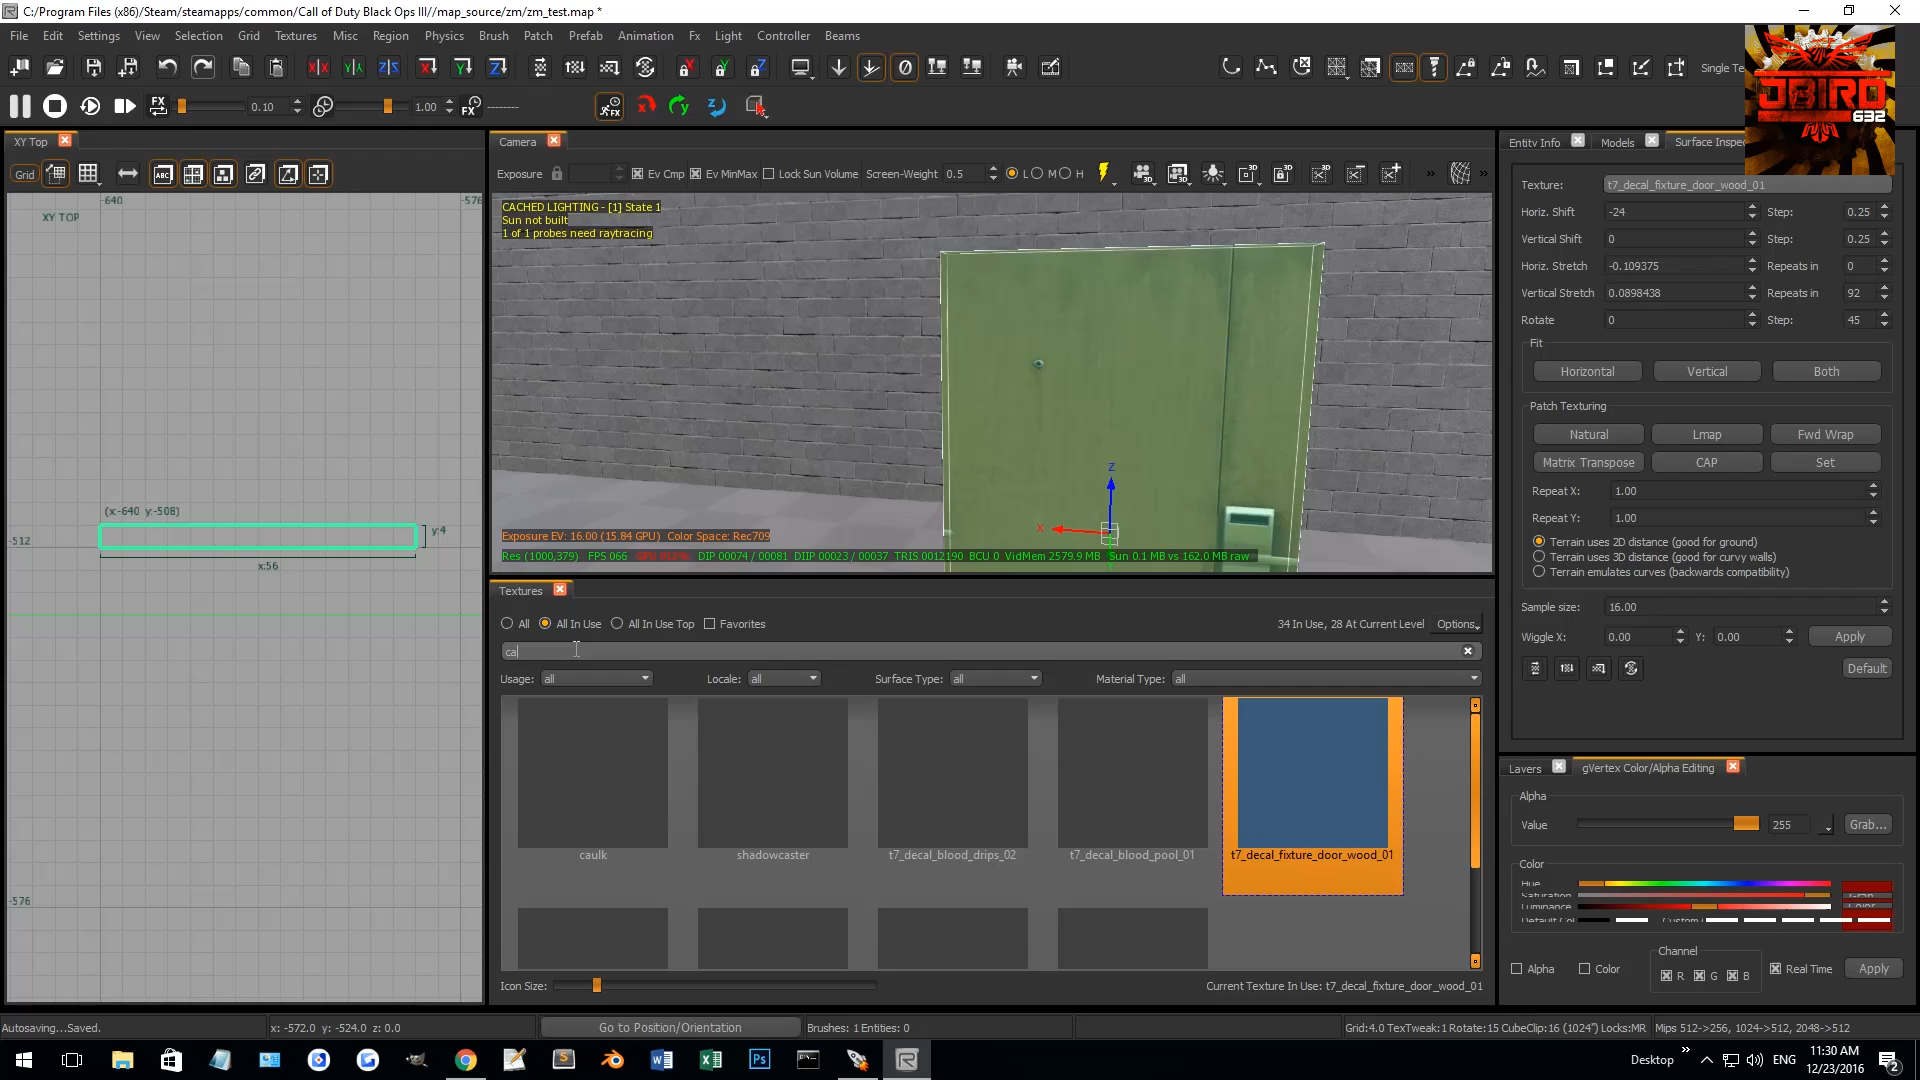 C:/Program Files (x86)/Steam/steamapps/common/Call of Duty Black Ops III//map_source/zm/zm_test.map *
File Edit Settings View Selection Grid Textures Misc Region Physics Brush Patch Prefab Animation Fx Light Controller Beams
Single Te
JBIRD
632
FX 0.10 1.00 FX --------
XY Top
Camera
Entity Info Models Surface Inspec
Grid
Exposure Ev Cmp Ev MinMax Lock Sun Volume Screen-Weight 0.5 L M H
-640 -576
XY TOP
CACHED LIGHTING - [1] State 1
Sun not built
1 of 1 probes need raytracing
(x:-640 y:-508)
-512
y:4
x:56
-576
Z
X
Exposure EV: 16.00 (15.84 GPU) Color Space: Rec709
Res (1000,379) FPS 066 DIP 00074 / 00081 DIIP 00023 / 00037 TRIS 0012190 BCU 0 VidMem 2579.9 MB Sun 0.1 MB vs 162.0 MB raw
Textures
All All In Use All In Use Top Favorites 34 In Use, 28 At Current Level Options
ca
Usage: all Locale: all Surface Type: all Material Type: all
caulk shadowcaster t7_decal_blood_drips_02 t7_decal_blood_pool_01 t7_decal_fixture_door_wood_01
Icon Size: Current Texture In Use: t7_decal_fixture_door_wood_01
Texture: t7_decal_fixture_door_wood_01
Horiz. Shift -24 Step: 0.25
Vertical Shift 0 Step: 0.25
Horiz. Stretch -0.109375 Repeats in 0
Vertical Stretch 0.0898438 Repeats in 92
Rotate 0 Step: 45
Fit
Horizontal Vertical Both
Patch Texturing
Natural Lmap Fwd Wrap
Matrix Transpose CAP Set
Repeat X: 1.00
Repeat Y: 1.00
Terrain uses 2D distance (good for ground)
Terrain uses 3D distance (good for curvy walls)
Terrain emulates curves (backwards compatibility)
Sample size: 16.00
Wiggle X: 0.00 Y: 0.00 Apply
Default
Layers gVertex Color/Alpha Editing
Alpha
Value 255 Grab...
Color
Hue
Saturation
Luminance
Channel
Alpha Color R G B Real Time Apply
Autosaving...Saved. x: -572.0 y: -524.0 z: 0.0 Go to Position/Orientation Brushes: 1 Entities: 0 Grid:4.0 TexTweak:1 Rotate:15 CubeClip:16 (1024") Locks:MR Mips 512->256, 1024->512, 2048->512
Desktop ENG 11:30 AM
12/23/2016
2